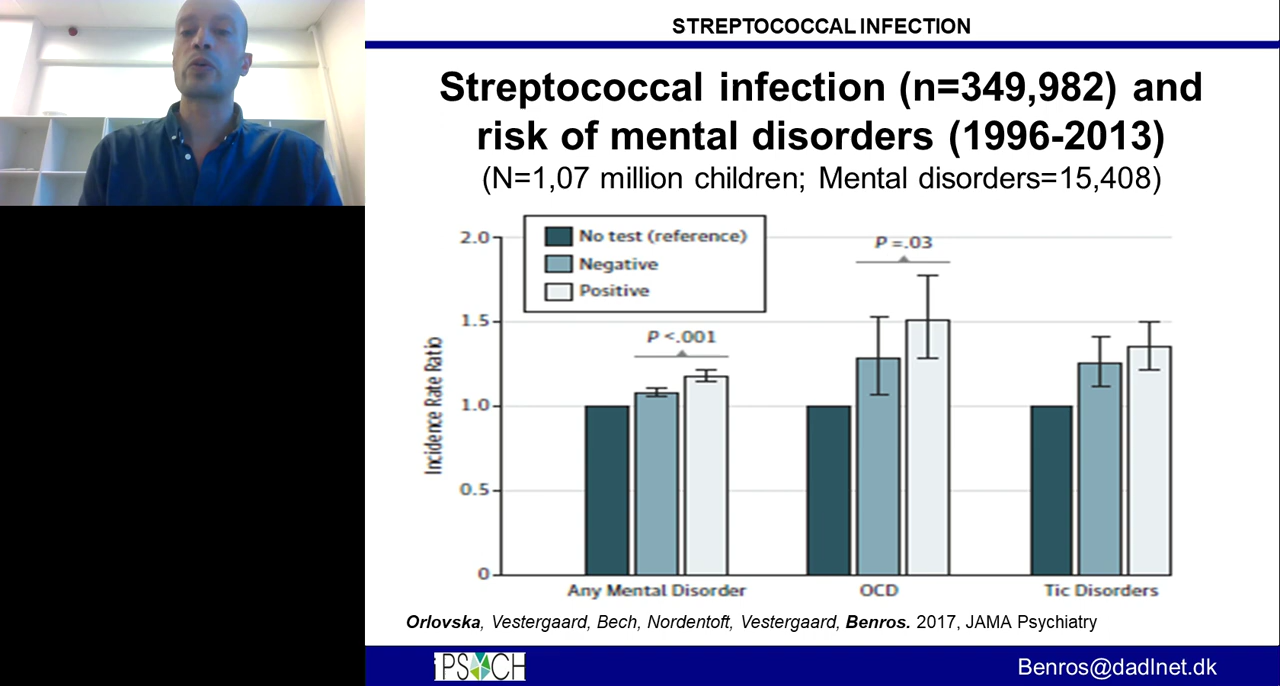 STREPTOCOCCAL INFECTION
Streptococcal infection (n=349,982) and
risk of mental disorders (1996-2013)
(N=1,07 million children; Mental disorders=15,408)
No test (reference)
Negative
Positive
P <.001
P =.03
Incidence Rate Ratio
2.0
1.5
1.0
0.5
0
Any Mental Disorder
OCD
Tic Disorders
Orlovska, Vestergaard, Bech, Nordentoft, Vestergaard, Benros. 2017, JAMA Psychiatry
iPSYCH
Benros@dadlnet.dk